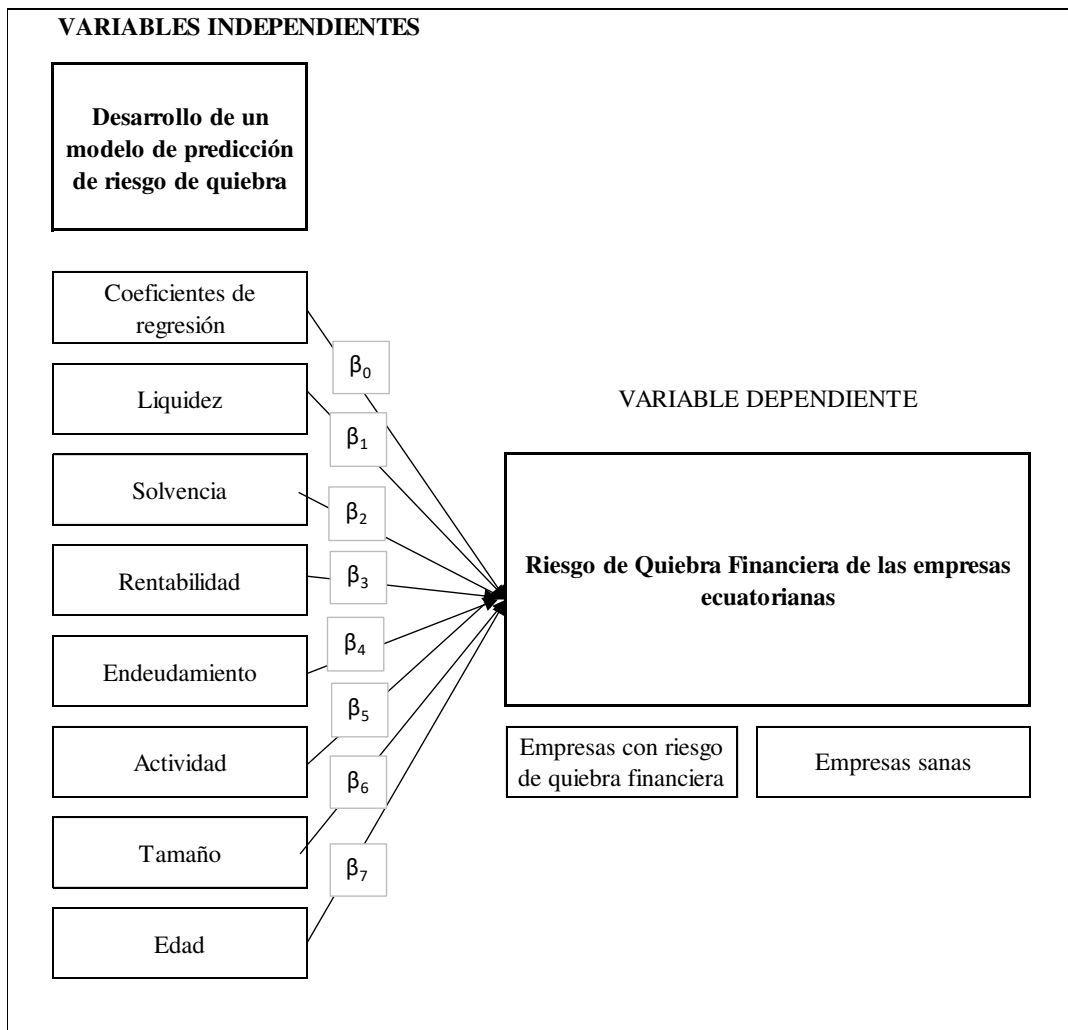 VARIABLES INDEPENDIENTES
Desarrollo de un
modelo de predicción
de riesgo de quiebra
Coeficientes de
regresión
Liquidez
Solvencia
Rentabilidad
Endeudamiento
Actividad
Tamaño
Edad
β₀
β₁
β₂
β₃
β₄
β₅
β₆
β₇
VARIABLE DEPENDIENTE
Riesgo de Quiebra Financiera de las empresas
ecuatorianas
Empresas con riesgo
de quiebra financiera
Empresas sanas